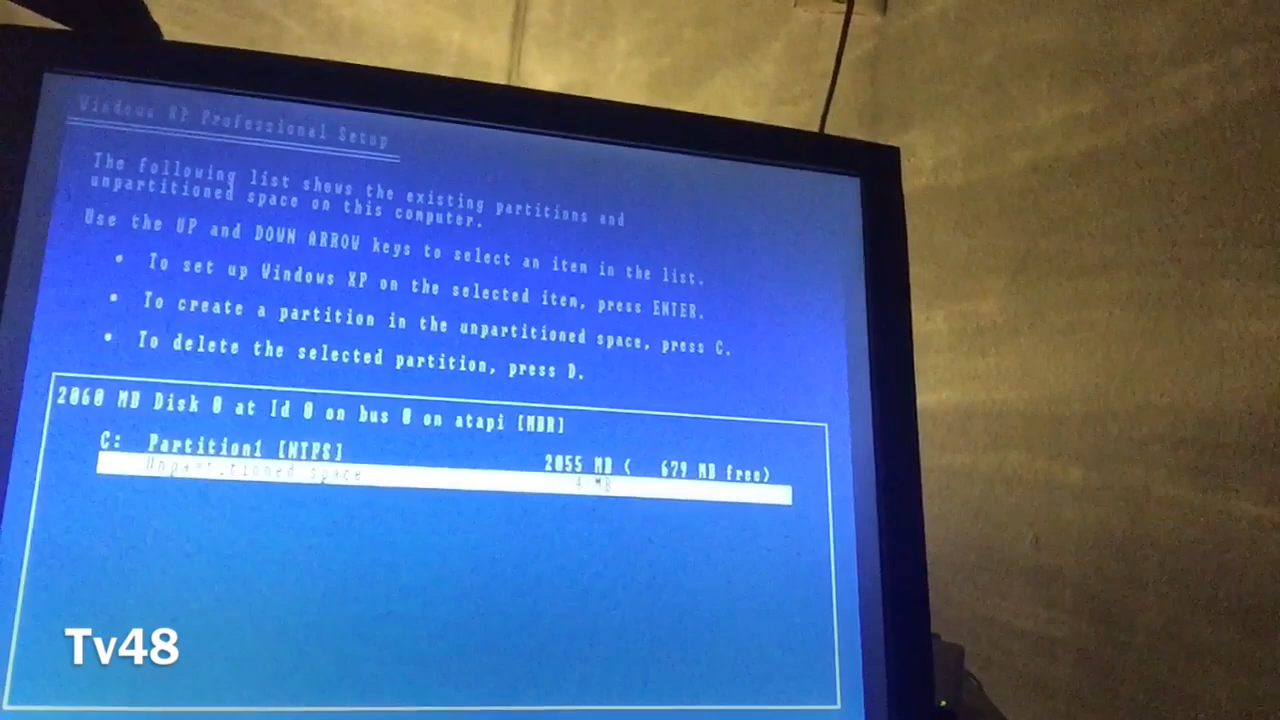 Windows XP Professional Setup
The following list shows the existing partitions and
unpartitioned space on this computer.
Use the UP and DOWN ARROW keys to select an item in the list.
• To set up Windows XP on the selected item, press ENTER.
• To create a partition in the unpartitioned space, press C.
• To delete the selected partition, press D.
2060 MB Disk 0 at Id 0 on bus 0 on atapi [MBR]
C: Partition1 [NTFS] 2055 MB ( 679 MB free)
Unpartitioned space 4 MB
Tv48